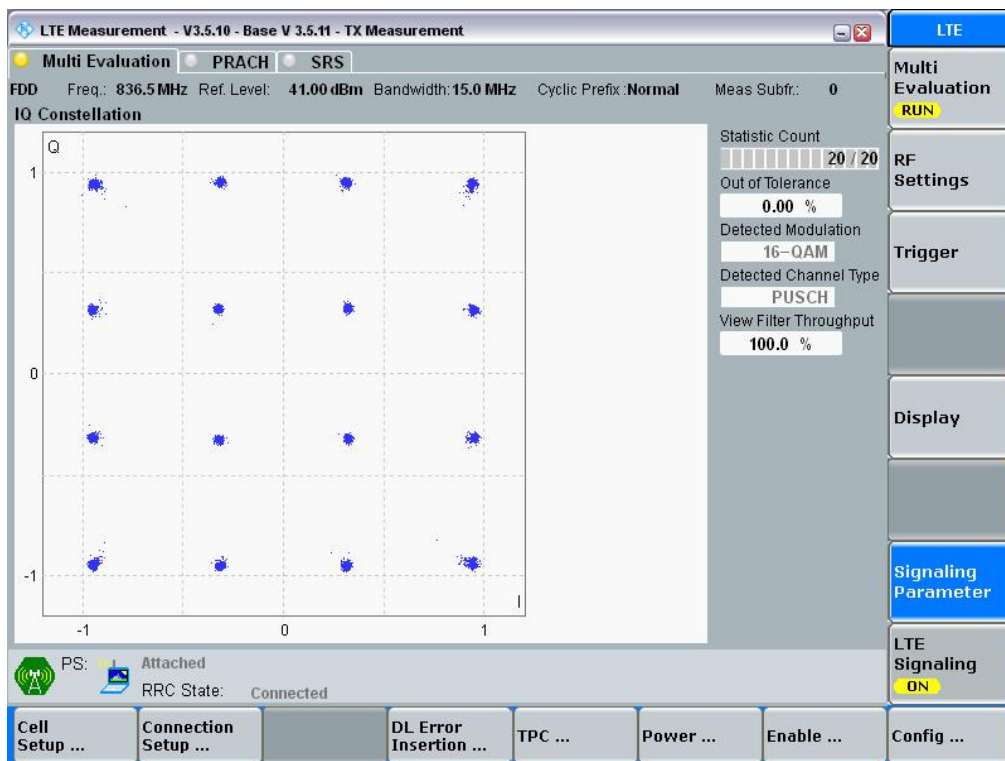 LTE Measurement - V3.5.10 - Base V 3.5.11 - TX Measurement
LTE
Multi Evaluation PRACH SRS
FDD Freq.: 836.5 MHz Ref. Level: 41.00 dBm Bandwidth: 15.0 MHz Cyclic Prefix :Normal Meas Subfr.: 0
IQ Constellation
Q
1
0
-1
I
-1 0 1
Statistic Count
20 / 20
Out of Tolerance
0.00 %
Detected Modulation
16-QAM
Detected Channel Type
PUSCH
View Filter Throughput
100.0 %
Multi
Evaluation
RUN
RF
Settings
Trigger
Display
Signaling
Parameter
LTE
Signaling
ON
PS: Attached
RRC State: Connected
Cell
Setup ...
Connection
Setup ...
DL Error
Insertion ...
TPC ...
Power ...
Enable ...
Config ...